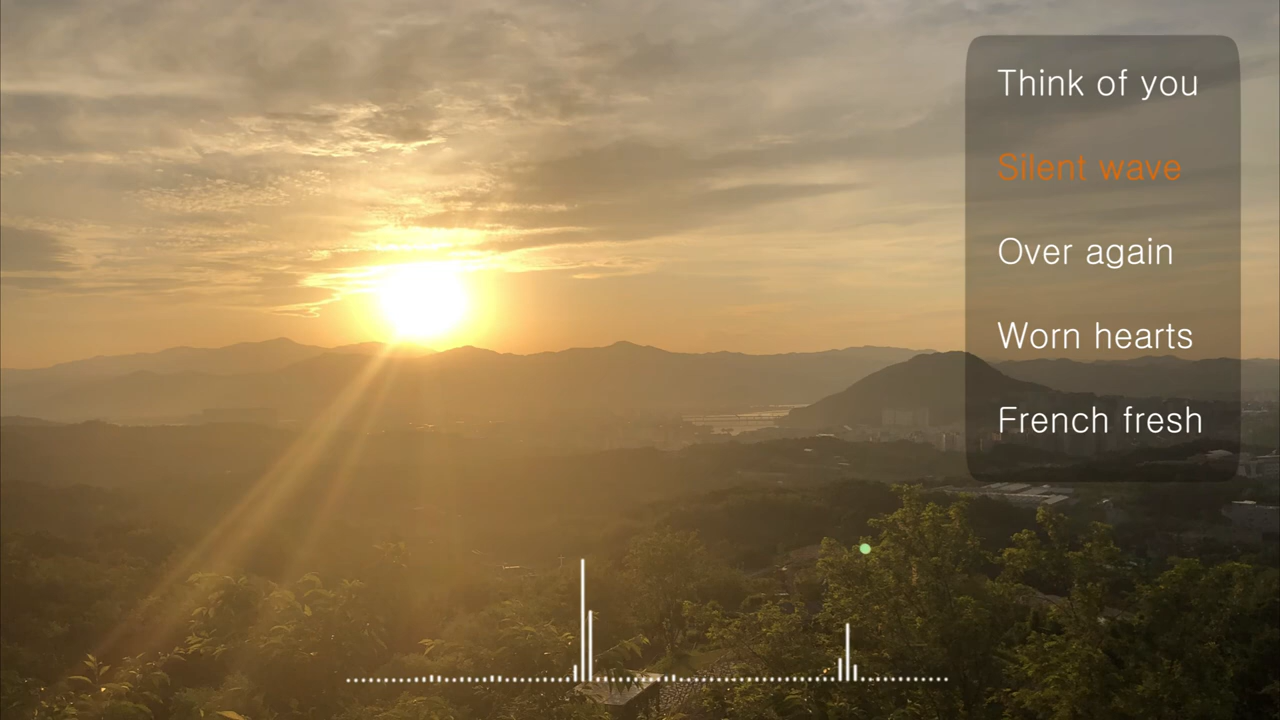 Think of you
Silent wave
Over again
Worn hearts
French fresh